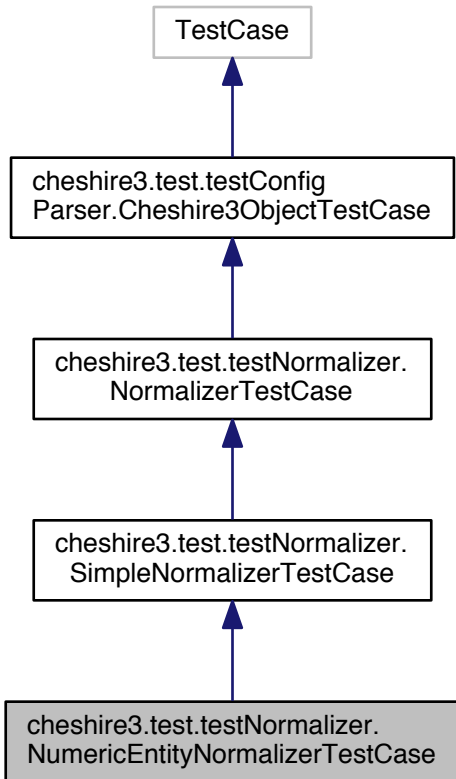 TestCase
cheshire3.test.testConfig
Parser.Cheshire3ObjectTestCase
cheshire3.test.testNormalizer.
NormalizerTestCase
cheshire3.test.testNormalizer.
SimpleNormalizerTestCase
cheshire3.test.testNormalizer.
NumericEntityNormalizerTestCase